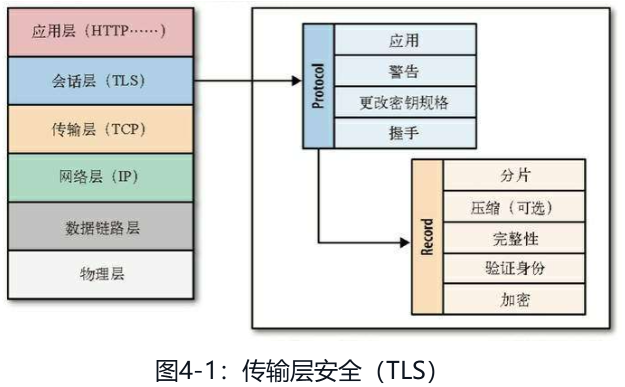 应用层（HTTP……）
会话层（TLS）
传输层（TCP）
网络层（IP）
数据链路层
物理层
Protocol
应用
警告
更改密钥规格
握手
Record
分片
压缩（可选）
完整性
验证身份
加密
图4-1：传输层安全（TLS）